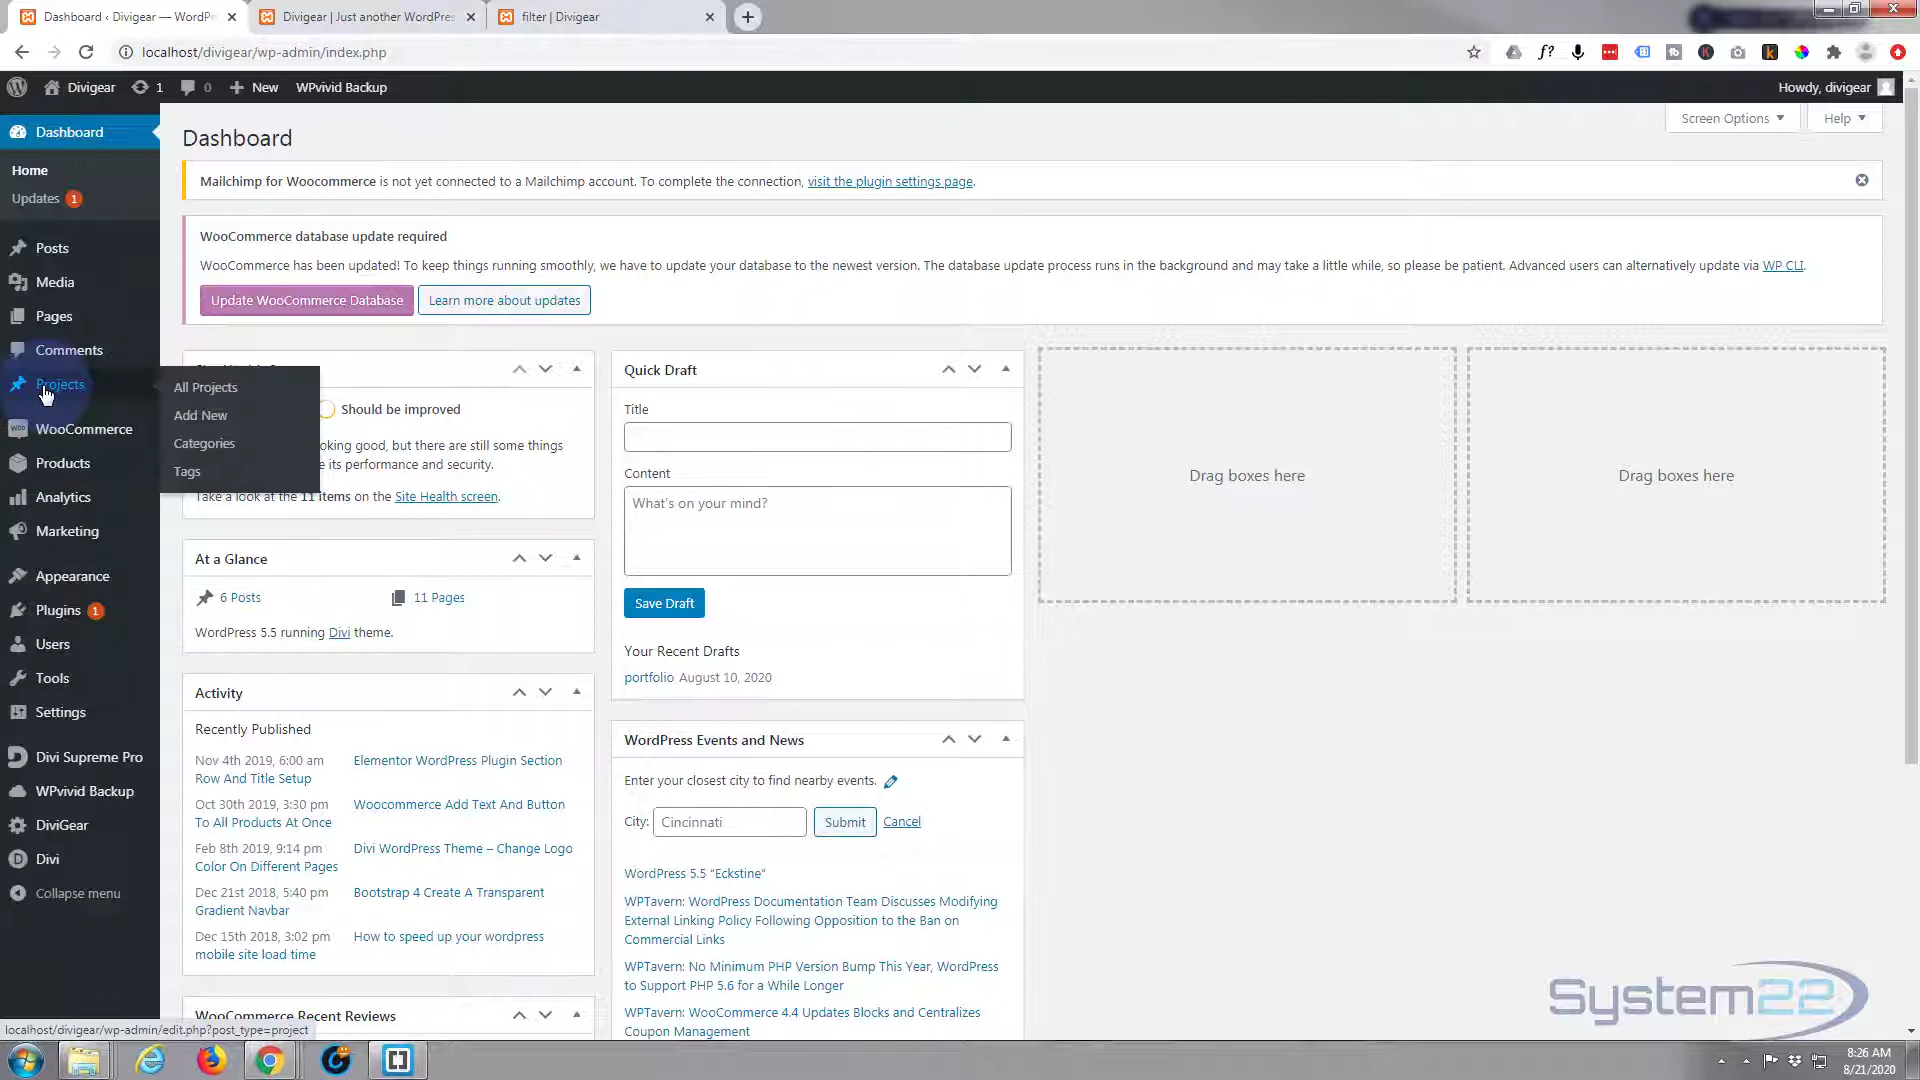 Dashboard ‹ Divigear — WordPr
Divigear | Just another WordPress
filter | Divigear
localhost/divigear/wp-admin/index.php
Divigear
1
0
New
WPvivid Backup
Howdy, divigear
Dashboard
Home
Updates 1
Posts
Media
Pages
Comments
Projects
WooCommerce
Products
Analytics
Marketing
Appearance
Plugins 1
Users
Tools
Settings
Divi Supreme Pro
WPvivid Backup
DiviGear
Divi
Collapse menu
All Projects
Add New
Categories
Tags
Dashboard
Screen Options
Help
Mailchimp for Woocommerce is not yet connected to a Mailchimp account. To complete the connection, visit the plugin settings page.
WooCommerce database update required
WooCommerce has been updated! To keep things running smoothly, we have to update your database to the newest version. The database update process runs in the background and may take a little while, so please be patient. Advanced users can alternatively update via WP CLI.
Update WooCommerce Database
Learn more about updates
Should be improved
oking good, but there are still some things
e its performance and security.
Take a look at the 11 items on the Site Health screen.
At a Glance
6 Posts
11 Pages
WordPress 5.5 running Divi theme.
Activity
Recently Published
Nov 4th 2019, 6:00 am Elementor WordPress Plugin Section
Row And Title Setup
Oct 30th 2019, 3:30 pm Woocommerce Add Text And Button
To All Products At Once
Feb 8th 2019, 9:14 pm Divi WordPress Theme – Change Logo
Color On Different Pages
Dec 21st 2018, 5:40 pm Bootstrap 4 Create A Transparent
Gradient Navbar
Dec 15th 2018, 3:02 pm How to speed up your wordpress
mobile site load time
WooCommerce Recent Reviews
Quick Draft
Title
Content
What's on your mind?
Save Draft
Your Recent Drafts
portfolio August 10, 2020
WordPress Events and News
Enter your closest city to find nearby events.
City: Cincinnati Submit Cancel
WordPress 5.5 “Eckstine”
WPTavern: WordPress Documentation Team Discusses Modifying
External Linking Policy Following Opposition to the Ban on
Commercial Links
WPTavern: No Minimum PHP Version Bump This Year, WordPress
to Support PHP 5.6 for a While Longer
WPTavern: WooCommerce 4.4 Updates Blocks and Centralizes
Coupon Management
Drag boxes here
Drag boxes here
System22
localhost/divigear/wp-admin/edit.php?post_type=project
8:26 AM
8/21/2020